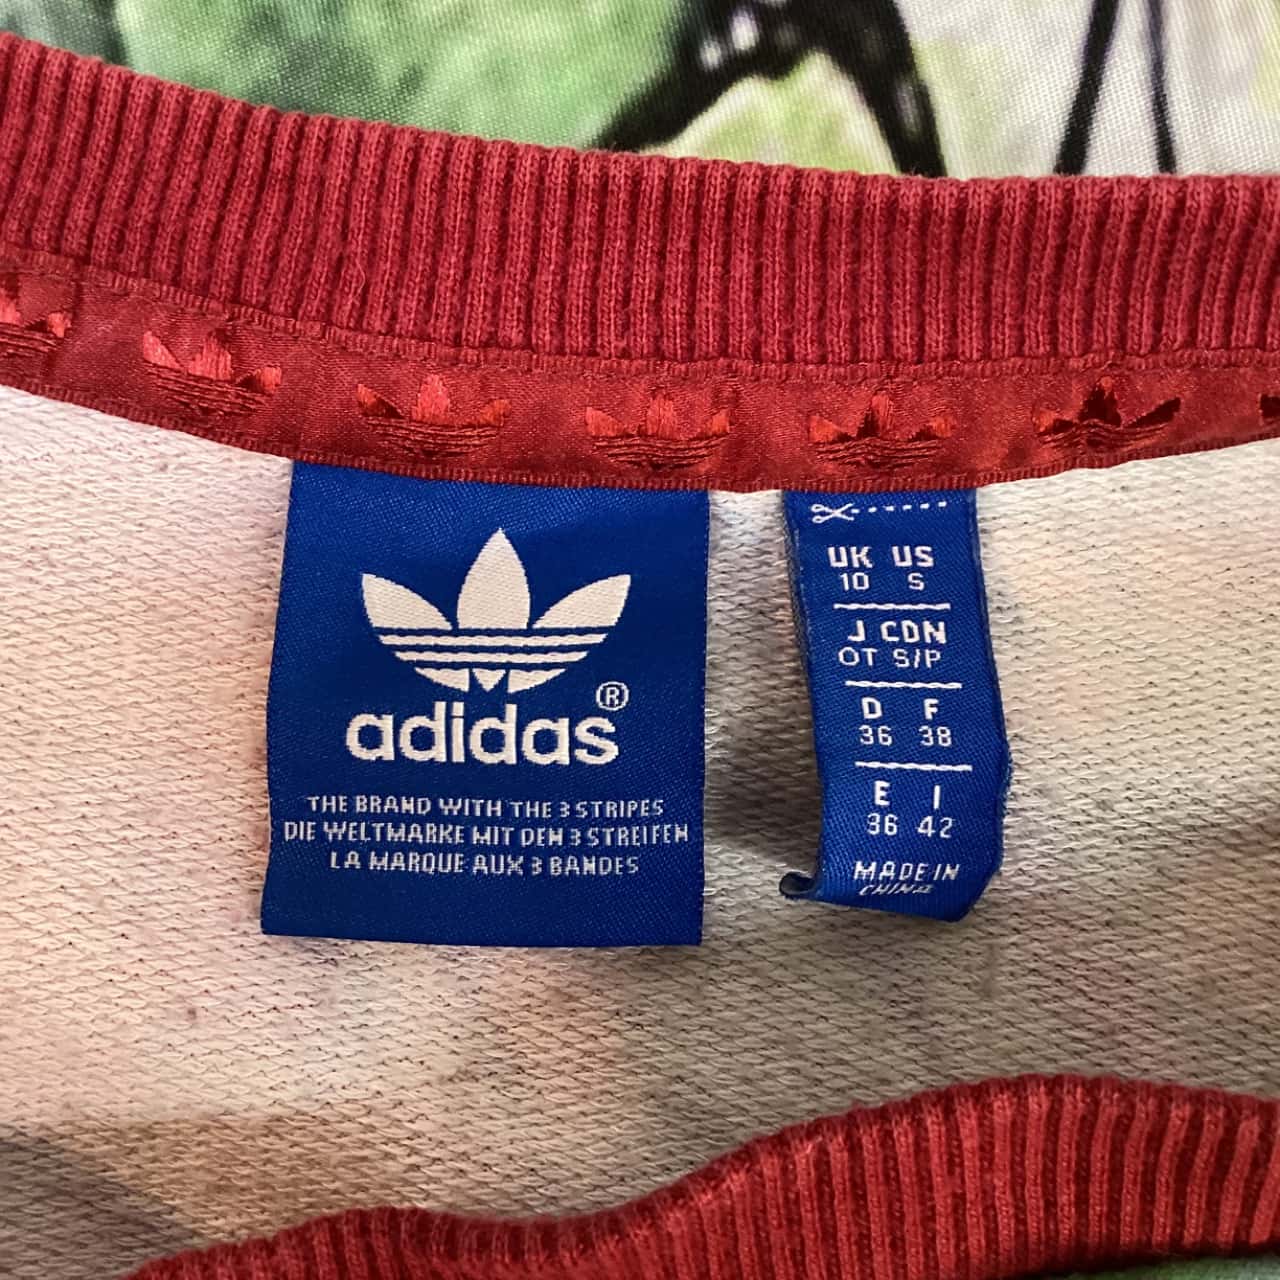 adidas®
THE BRAND WITH THE 3 STRIPES
DIE WELTMARKE MIT DEN 3 STREIFEN
LA MARQUE AUX 3 BANDES
UK US
10 S
J CDN
OT S/P
D F
36 38
E I
36 42
MADE IN
CHINA